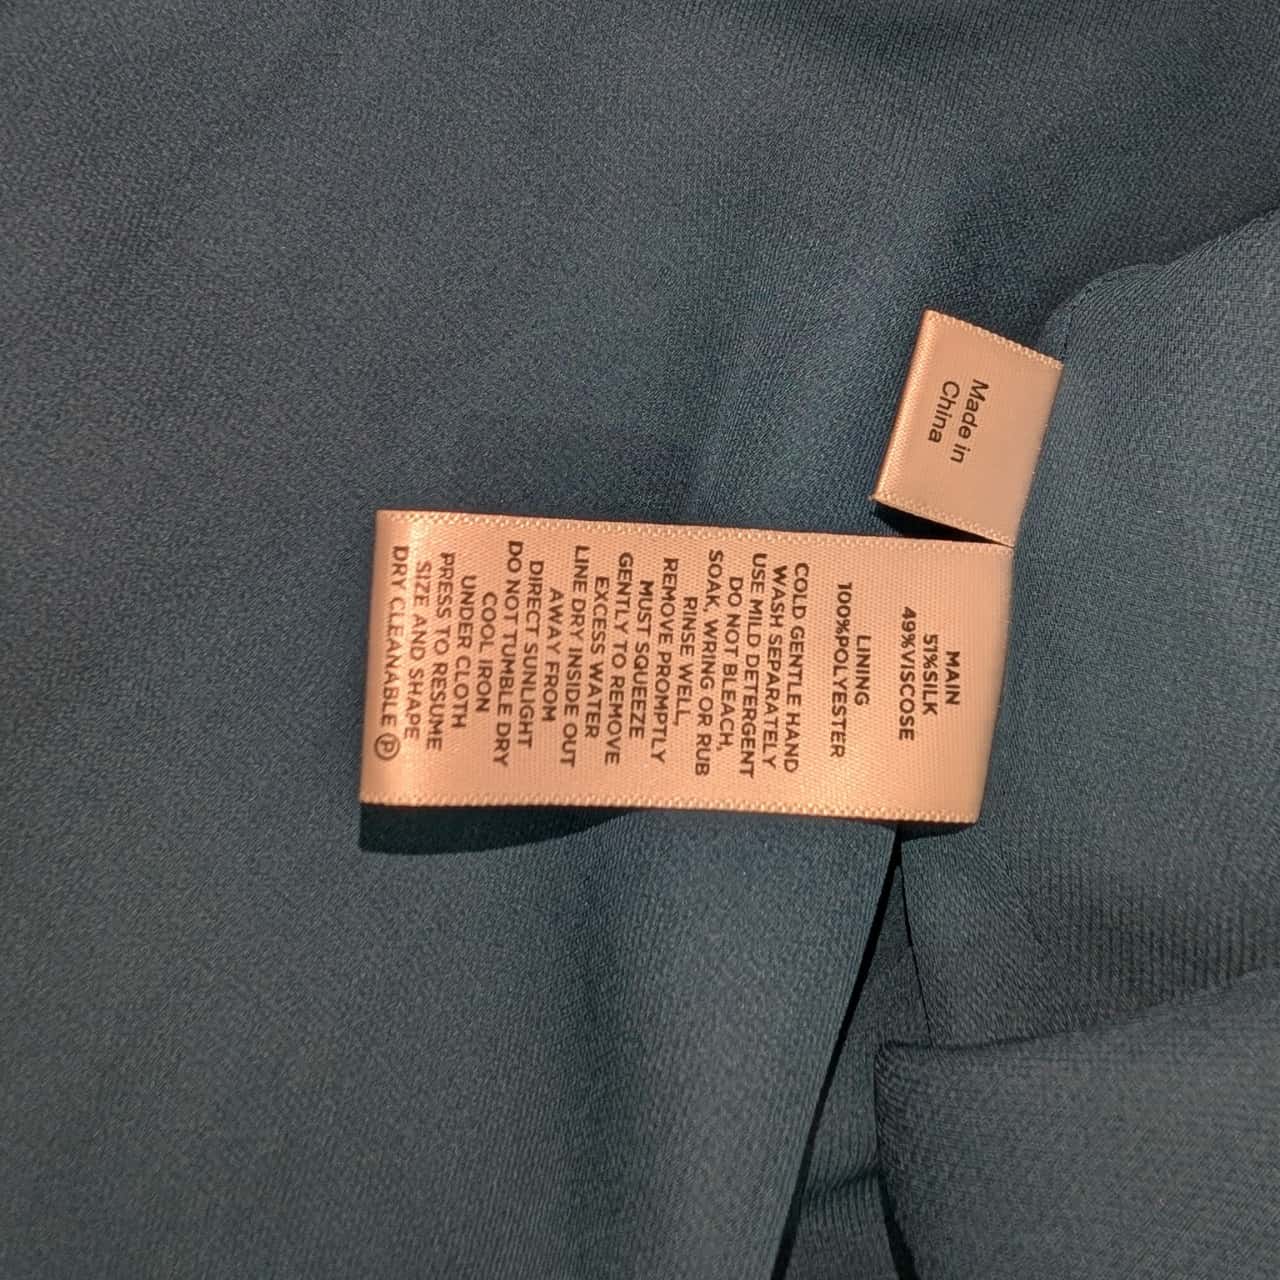 Made in
China
MAIN
51%SILK
49%VISCOSE
LINING
100%POLYESTER
COLD GENTLE HAND
WASH SEPARATELY
USE MILD DETERGENT
DO NOT BLEACH,
SOAK, WRING OR RUB
RINSE WELL,
REMOVE PROMPTLY
MUST SQUEEZE
GENTLY TO REMOVE
EXCESS WATER
LINE DRY INSIDE OUT
AWAY FROM
DIRECT SUNLIGHT
DO NOT TUMBLE DRY
COOL IRON
UNDER CLOTH
PRESS TO RESUME
SIZE AND SHAPE
DRY CLEANABLE Ⓟ